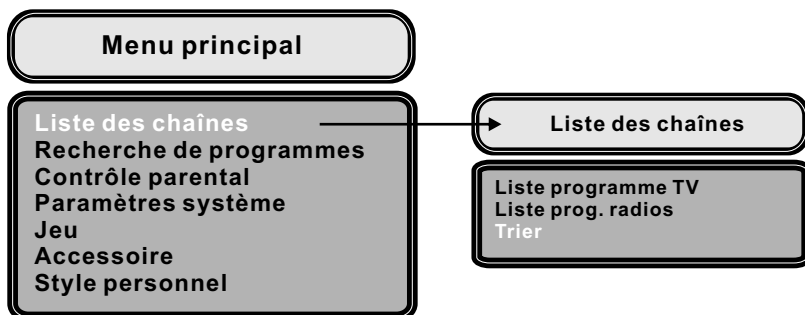 Menu principal
Liste des chaînes
Recherche de programmes
Contrôle parental
Paramètres système
Jeu
Accessoire
Style personnel
Liste des chaînes
Liste programme TV
Liste prog. radios
Trier